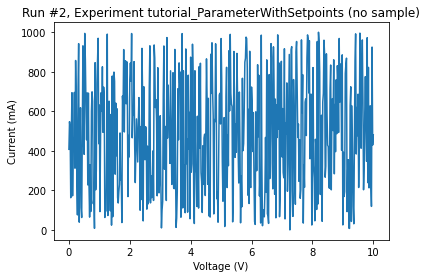 Run #2, Experiment tutorial_ParameterWithSetpoints (no sample)
1000
800
600
400
200
0
Current (mA)
0 2 4 6 8 10
Voltage (V)